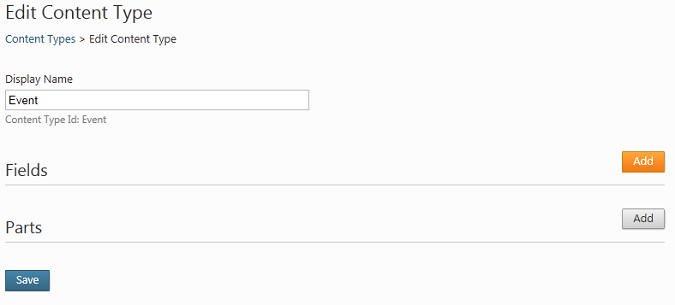 Edit Content Type
Content Types > Edit Content Type
Display Name
Event
Content Type Id: Event
Fields
Add
Parts
Add
Save